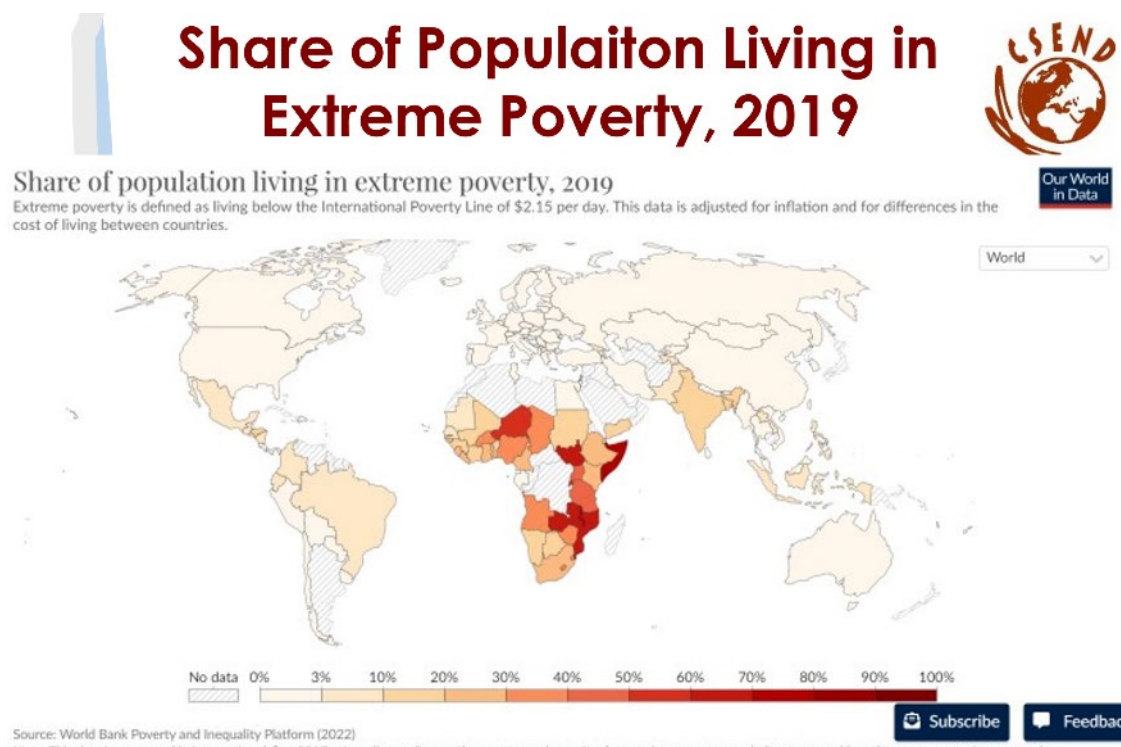 Share of Populaiton Living in
Extreme Poverty, 2019
CSEND
Share of population living in extreme poverty, 2019
Our World
in Data
Extreme poverty is defined as living below the International Poverty Line of $2.15 per day. This data is adjusted for inflation and for differences in the
cost of living between countries.
World
No data 0% 3% 10% 20% 30% 40% 50% 60% 70% 80% 90% 100%
Subscribe
Feedbac
Source: World Bank Poverty and Inequality Platform (2022)